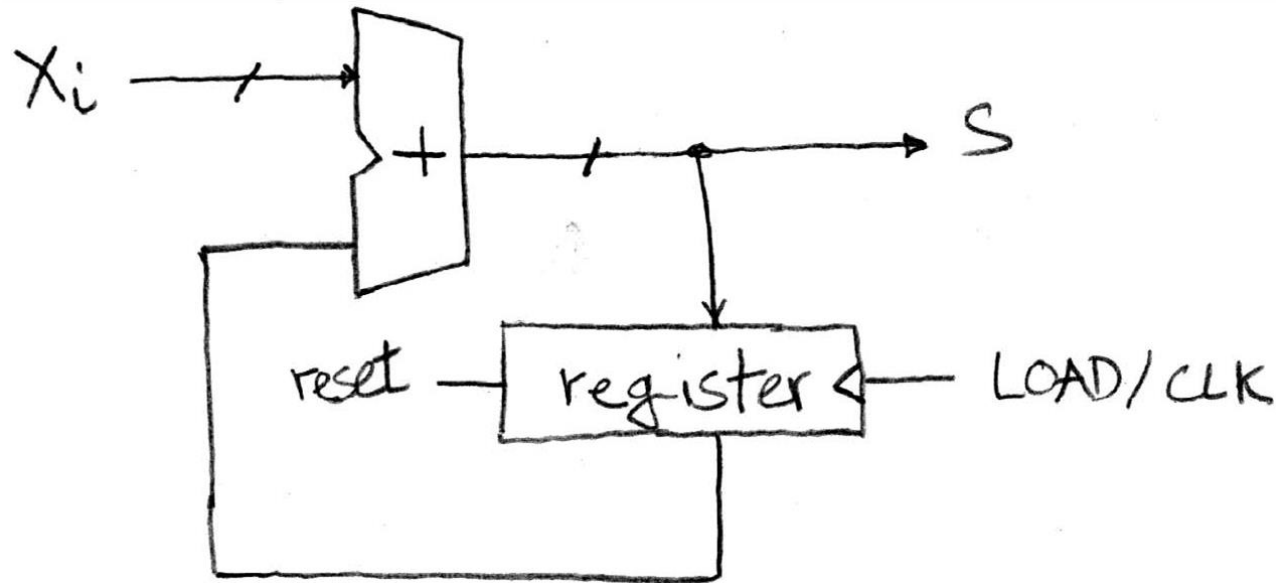 Xi
+
S
reset
register
LOAD/CLK